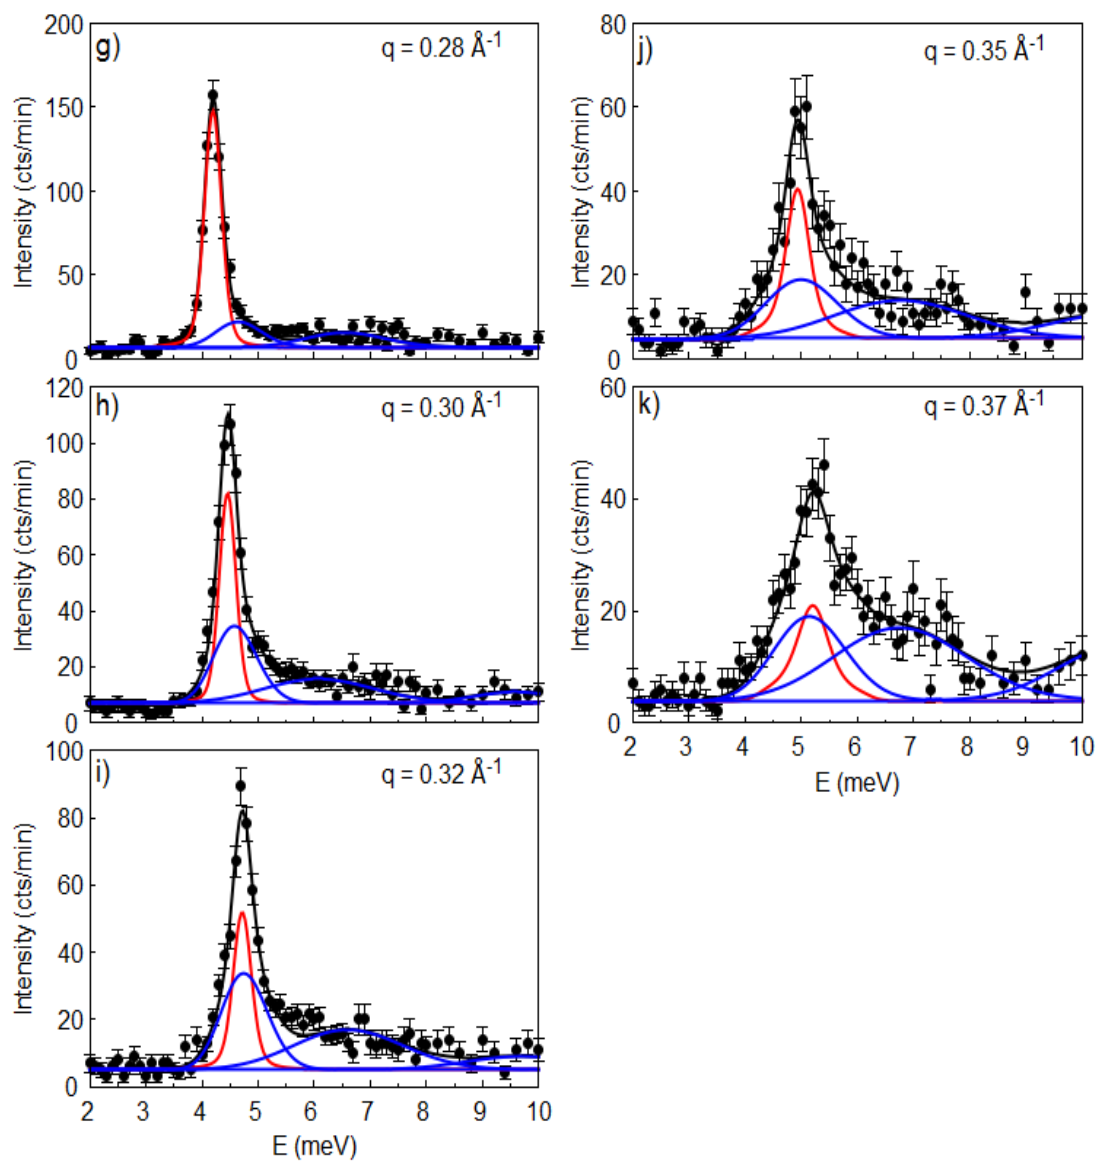 g)
q = 0.28 Å-1
Intensity (cts/min)
200
150
100
50
0
h)
q = 0.30 Å-1
Intensity (cts/min)
120
100
80
60
40
20
0
i)
q = 0.32 Å-1
Intensity (cts/min)
100
80
60
40
20
0
2 3 4 5 6 7 8 9 10
E (meV)
j)
q = 0.35 Å-1
Intensity (cts/min)
80
60
40
20
0
k)
q = 0.37 Å-1
Intensity (cts/min)
60
40
20
0
2 3 4 5 6 7 8 9 10
E (meV)